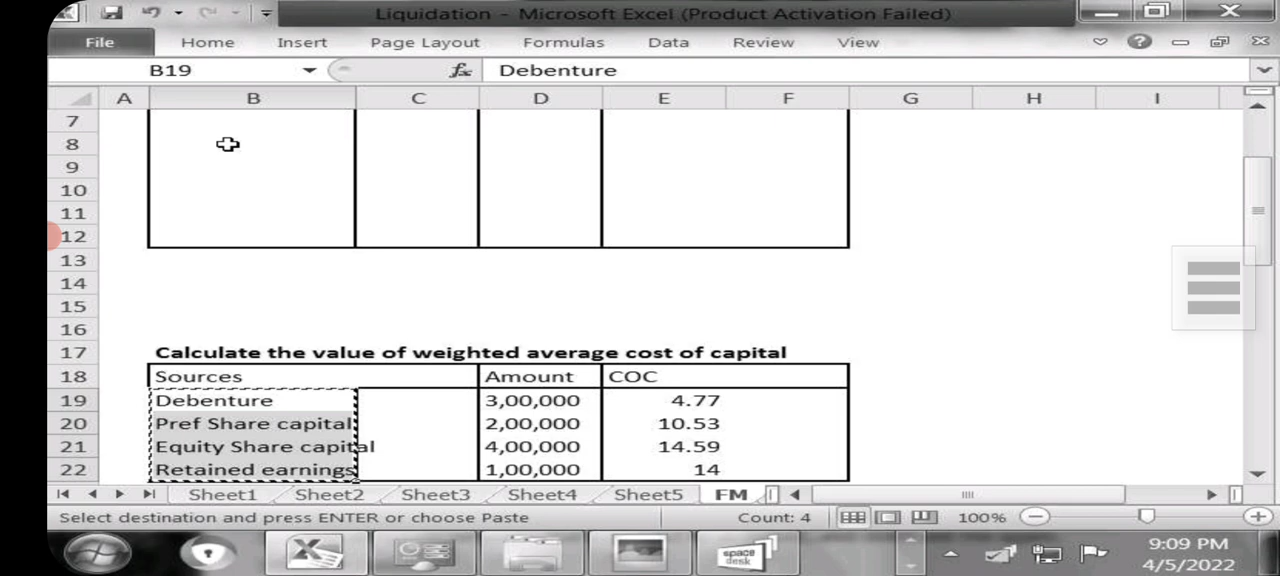 Liquidation - Microsoft Excel (Product Activation Failed)
File Home Insert Page Layout Formulas Data Review View
B19 fx Debenture
A B C D E F G H I
7
8
9
10
11
12
13
14
15
16
17 Calculate the value of weighted average cost of capital
18 Sources Amount COC
19 Debenture 3,00,000 4.77
20 Pref Share capital 2,00,000 10.53
21 Equity Share capital 4,00,000 14.59
22 Retained earnings 1,00,000 14
Sheet1 Sheet2 Sheet3 Sheet4 Sheet5 FM
Select destination and press ENTER or choose Paste Count: 4 100%
space desk 9:09 PM
4/5/2022